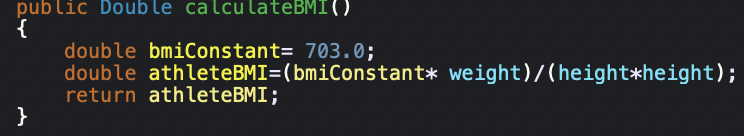 public Double calculateBMI()
{
    double bmiConstant= 703.0;
    double athleteBMI=(bmiConstant* weight)/(height*height);
    return athleteBMI;
}